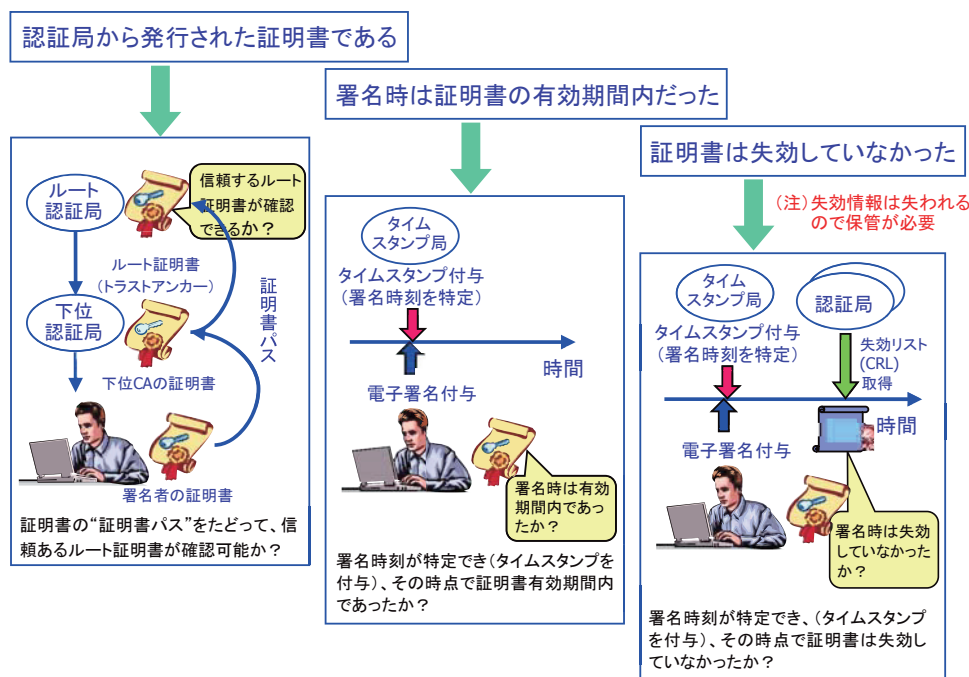 認証局から発行された証明書である
ルート
認証局
信頼するルート
証明書が確認
できるか？
ルート証明書
（トラストアンカー）
下位
認証局
証明書パス
下位CAの証明書
署名者の証明書
証明書の“証明書パス”をたどって、信
頼あるルート証明書が確認可能か？
署名時は証明書の有効期間内だった
タイム
スタンプ局
タイムスタンプ付与
（署名時刻を特定）
時間
電子署名付与
署名時は有効
期間内であっ
たか？
署名時刻が特定でき（タイムスタンプを
付与）、その時点で証明書有効期間内
であったか？
証明書は失効していなかった
（注）失効情報は失われる
ので保管が必要
タイム
スタンプ局
認証局
タイムスタンプ付与
（署名時刻を特定）
失効リスト
(CRL)
取得
時間
電子署名付与
署名時は失効
していなかった
か？
署名時刻が特定でき、（タイムスタンプ
を付与）、その時点で証明書は失効し
ていなかったか？